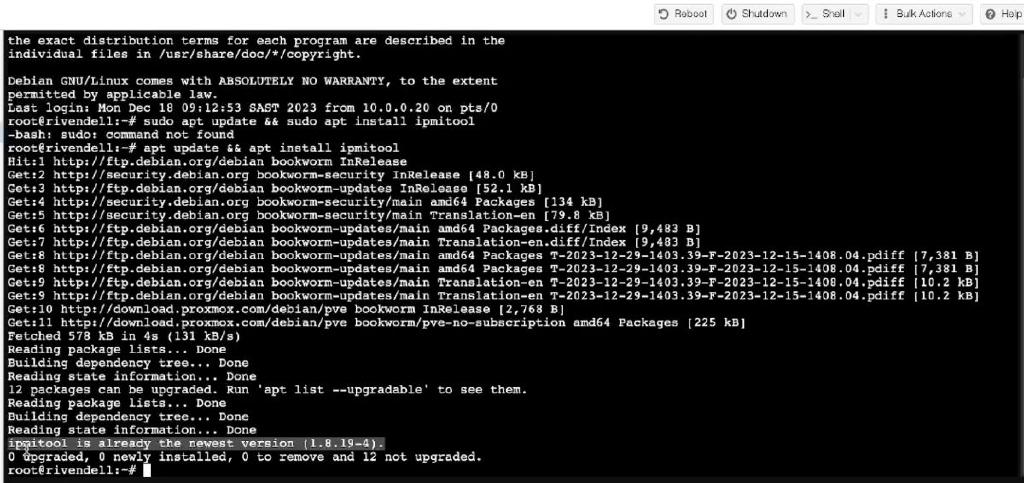 Reboot Shutdown >_ Shell Bulk Actions Help
the exact distribution terms for each program are described in the
individual files in /usr/share/doc/*/copyright.
Debian GNU/Linux comes with ABSOLUTELY NO WARRANTY, to the extent
permitted by applicable law.
Last login: Mon Dec 18 09:12:53 SAST 2023 from 10.0.0.20 on pts/0
root@rivendell:~# sudo apt update && sudo apt install ipmitool
-bash: sudo: command not found
root@rivendell:~# apt update && apt install ipmitool
Hit:1 http://ftp.debian.org/debian bookworm InRelease
Get:2 http://security.debian.org bookworm-security InRelease [48.0 kB]
Get:3 http://ftp.debian.org/debian bookworm-updates InRelease [52.1 kB]
Get:4 http://security.debian.org bookworm-security/main amd64 Packages [134 kB]
Get:5 http://security.debian.org bookworm-security/main Translation-en [79.8 kB]
Get:6 http://ftp.debian.org/debian bookworm-updates/main amd64 Packages.diff/Index [9,483 B]
Get:7 http://ftp.debian.org/debian bookworm-updates/main Translation-en.diff/Index [9,483 B]
Get:8 http://ftp.debian.org/debian bookworm-updates/main amd64 Packages T-2023-12-29-1403.39-F-2023-12-15-1408.04.pdiff [7,381 B]
Get:8 http://ftp.debian.org/debian bookworm-updates/main amd64 Packages T-2023-12-29-1403.39-F-2023-12-15-1408.04.pdiff [7,381 B]
Get:9 http://ftp.debian.org/debian bookworm-updates/main Translation-en T-2023-12-29-1403.39-F-2023-12-15-1408.04.pdiff [10.2 kB]
Get:9 http://ftp.debian.org/debian bookworm-updates/main Translation-en T-2023-12-29-1403.39-F-2023-12-15-1408.04.pdiff [10.2 kB]
Get:10 http://download.proxmox.com/debian/pve bookworm InRelease [2,768 B]
Get:11 http://download.proxmox.com/debian/pve bookworm/pve-no-subscription amd64 Packages [225 kB]
Fetched 578 kB in 4s (131 kB/s)
Reading package lists... Done
Building dependency tree... Done
Reading state information... Done
12 packages can be upgraded. Run 'apt list --upgradable' to see them.
Reading package lists... Done
Building dependency tree... Done
Reading state information... Done
ipmitool is already the newest version (1.8.19-4).
0 upgraded, 0 newly installed, 0 to remove and 12 not upgraded.
root@rivendell:~#